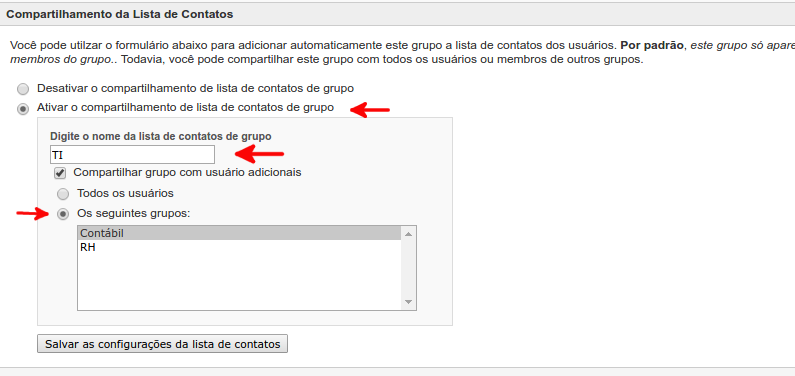 Compartilhamento da Lista de Contatos
Você pode utilzar o formulário abaixo para adicionar automaticamente este grupo a lista de contatos dos usuários. Por padrão, este grupo só apare
membros do grupo.. Todavia, você pode compartilhar este grupo com todos os usuários ou membros de outros grupos.
Desativar o compartilhamento de lista de contatos de grupo
Ativar o compartilhamento de lista de contatos de grupo
Digite o nome da lista de contatos de grupo
TI
Compartilhar grupo com usuário adicionais
Todos os usuários
Os seguintes grupos:
Contábil
RH
Salvar as configurações da lista de contatos